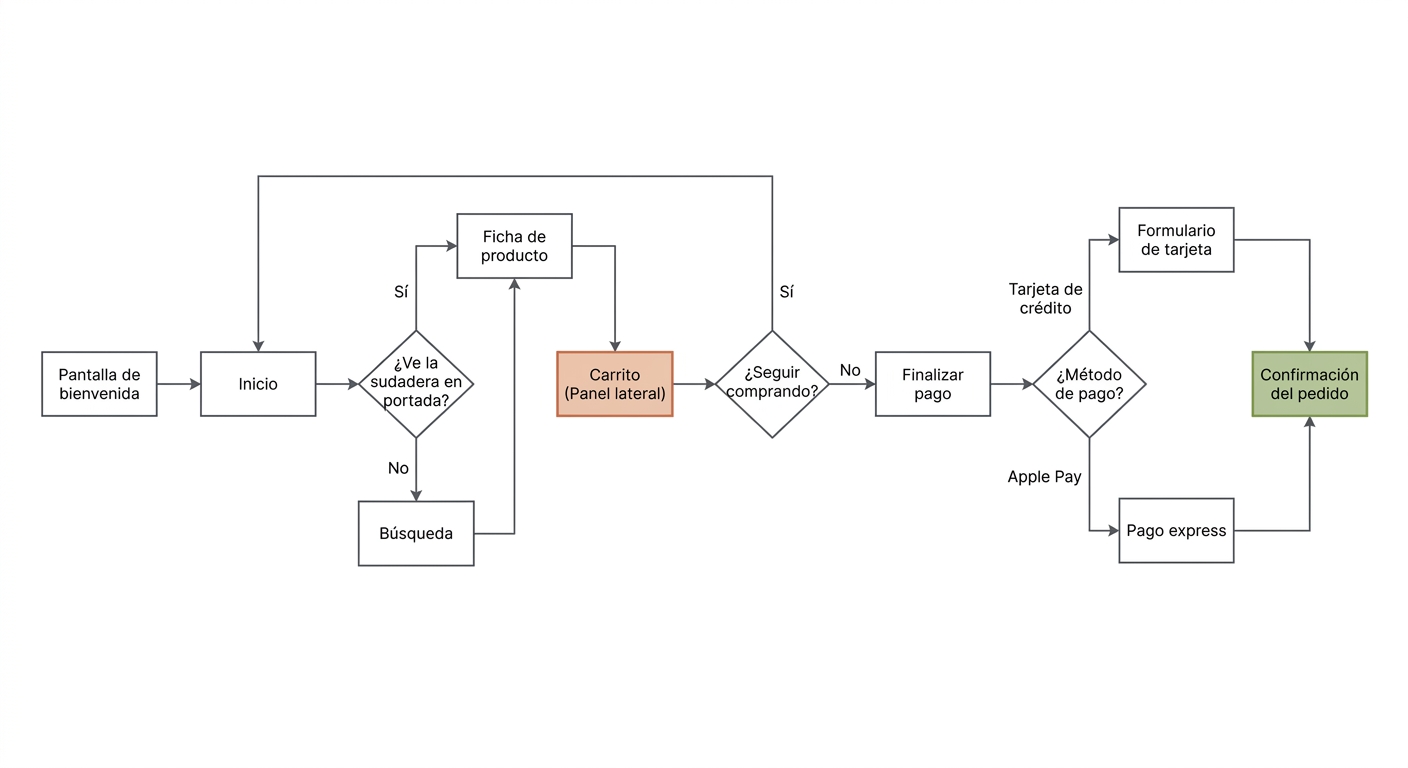 Pantalla de
bienvenida
Inicio
¿Ve la
sudadera en
portada?
Sí
Ficha de
producto
No
Búsqueda
Carrito
(Panel lateral)
¿Seguir
comprando?
Sí
No
Finalizar
pago
¿Método
de pago?
Tarjeta de
crédito
Formulario
de tarjeta
Apple Pay
Pago express
Confirmación
del pedido